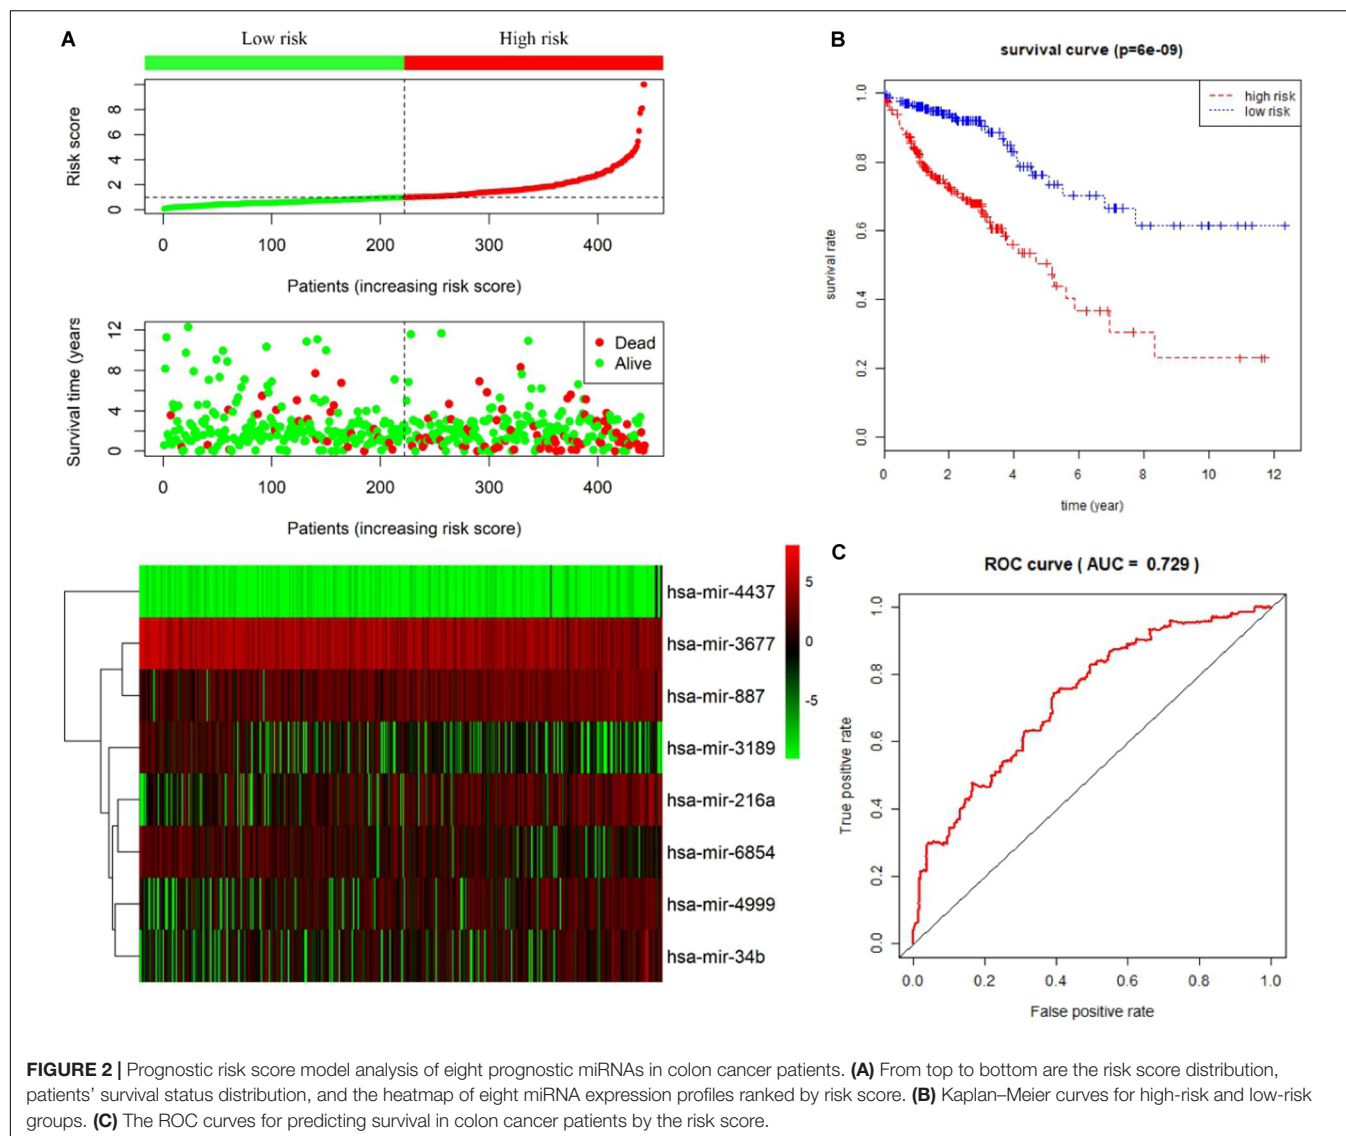 A
Low risk
High risk
Risk score
8
6
4
2
0
0 100 200 300 400
Patients (increasing risk score)
Survival time (years
12
8
4
0
Dead
Alive
0 100 200 300 400
Patients (increasing risk score)
hsa-mir-4437
hsa-mir-3677
hsa-mir-887
hsa-mir-3189
hsa-mir-216a
hsa-mir-6854
hsa-mir-4999
hsa-mir-34b
5
0
-5
B
survival curve (p=6e-09)
high risk
low risk
survival rate
1.0
0.8
0.6
0.4
0.2
0.0
0 2 4 6 8 10 12
time (year)
C
ROC curve ( AUC = 0.729 )
True positive rate
1.0
0.8
0.6
0.4
0.2
0.0
0.0 0.2 0.4 0.6 0.8 1.0
False positive rate
FIGURE 2 | Prognostic risk score model analysis of eight prognostic miRNAs in colon cancer patients. (A) From top to bottom are the risk score distribution,
patients' survival status distribution, and the heatmap of eight miRNA expression profiles ranked by risk score. (B) Kaplan–Meier curves for high-risk and low-risk
groups. (C) The ROC curves for predicting survival in colon cancer patients by the risk score.